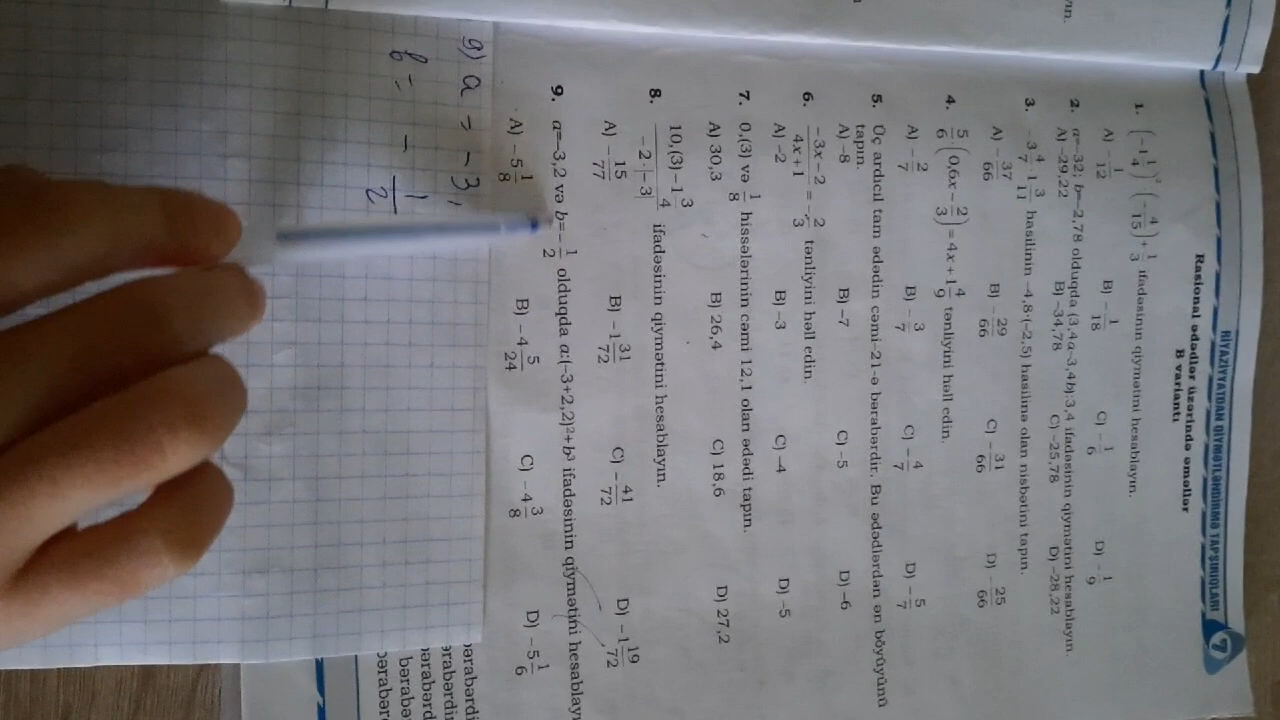 ın.
RİYAZİYYATDAN QİYMƏTLƏNDİRMƏ TAPŞIRIQLARI 7
Rasional ədədlər üzərində əməllər
B variantı
1. (-1 1/4)² · (-4/15) + 1/3 ifadəsinin qiymətini hesablayın.
A) -1/12 B) -1/18 C) -1/6 D) -1/9
2. a=-32; b=-2,78 olduqda (3,4a-3,4b):3,4 ifadəsinin qiymətini hesablayın.
A) -29,22 B) -34,78 C) -25,78 D) -28,22
3. -3 4/7 · 1 3/11 hasilinin -4,8·(-2,5) hasilinə olan nisbətini tapın.
A) -37/66 B) -29/66 C) -31/66 D) -25/66
4. 5/6 (0,6x - 2/3) = 4x + 1 4/9 tənliyini həll edin.
A) -2/7 B) -3/7 C) -4/7 D) -5/7
5. Üç ardıcıl tam ədədin cəmi -21-ə bərabərdir. Bu ədədlərdən ən böyüyünü
tapın.
A) -8 B) -7 C) -5 D) -6
6. (-3x-2)/(4x+1) = -2/3 tənliyini həll edin.
A) -2 B) -3 C) -4 D) -5
7. 0,(3) və 1/8 hissələrinin cəmi 12,1 olan ədədi tapın.
A) 30,3 B) 26,4 C) 18,6 D) 27,2
8. (10,(3) - 1 3/4)/(-2·|-3|) ifadəsinin qiymətini hesablayın.
A) -15/77 B) -1 31/72 C) -41/72 D) -1 19/72
9. a=-3,2 və b=-1/2 olduqda a:(-3+2,2)²+b³ ifadəsinin qiymətini hesablayı
A) -5 1/8 B) -4 5/24 C) -4 3/8 D) -5 1/6
9) a = -3,
b = -1/2
bərabərdi
ərabərdi
bərabərd
bəraba
bərabər